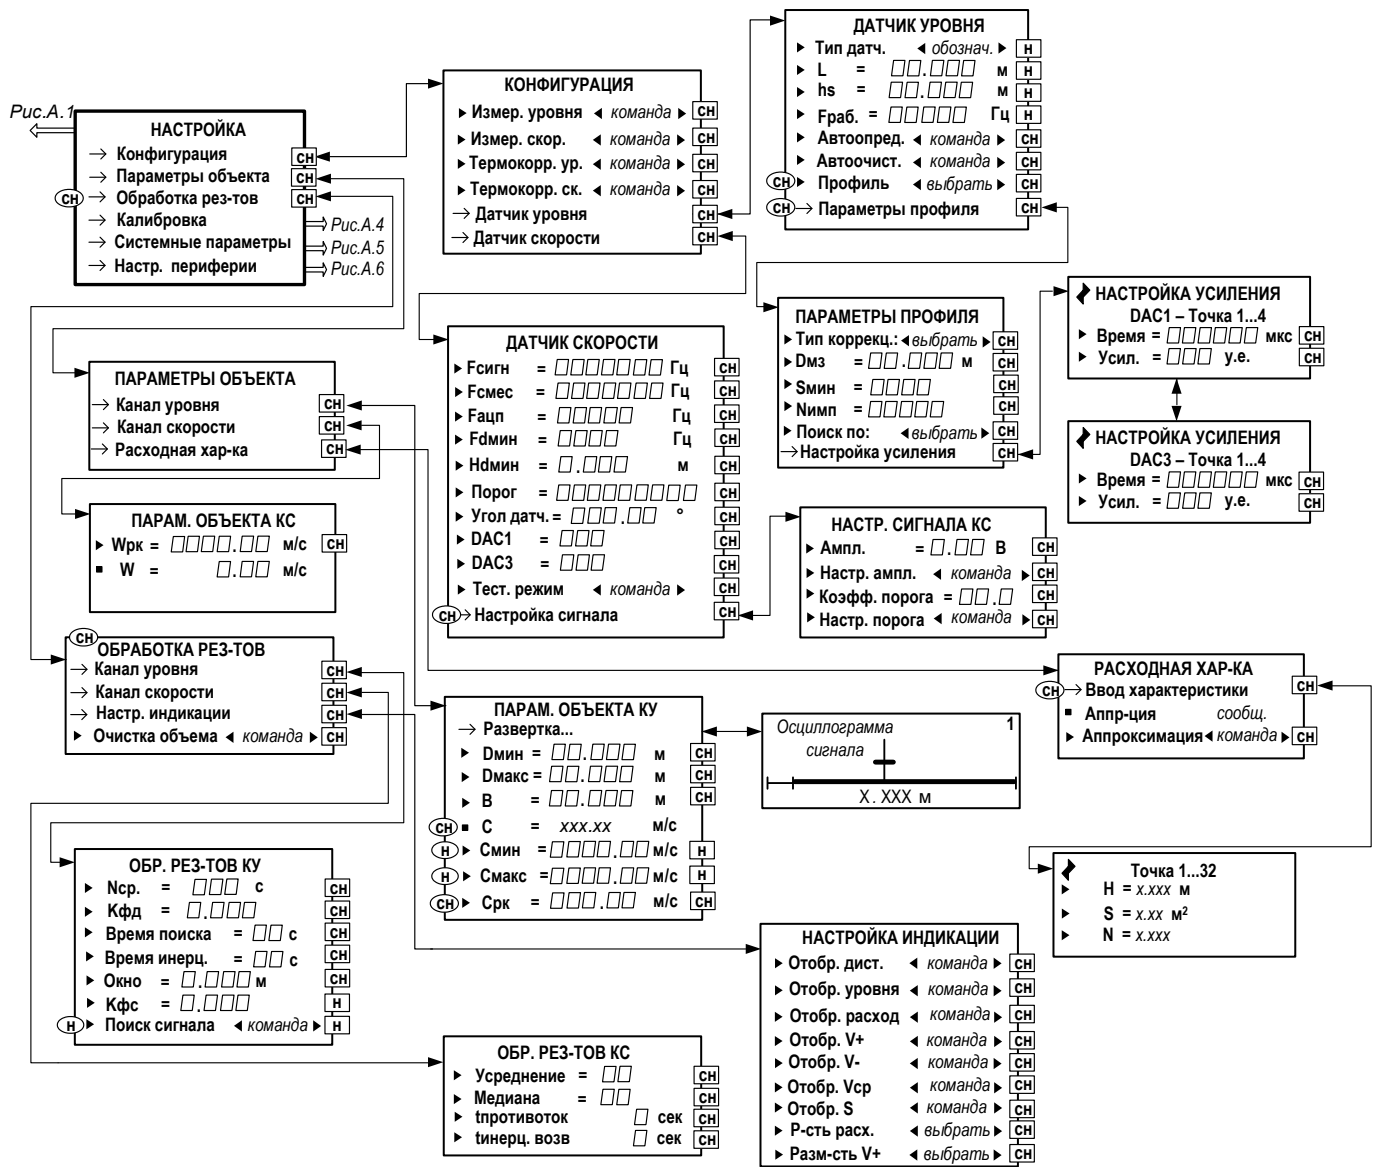 Рис.А.1
НАСТРОЙКА
→ Конфигурация СН
→ Параметры объекта СН
СН → Обработка рез-тов СН
→ Калибровка Рис.А.4
→ Системные параметры Рис.А.5
→ Настр. периферии Рис.А.6
КОНФИГУРАЦИЯ
Измер. уровня команда СН
Измер. скор. команда СН
Термокорр. ур. команда СН
Термокорр. ск. команда СН
→ Датчик уровня СН
→ Датчик скорости СН
ДАТЧИК УРОВНЯ
Тип датч. обознач. Н
L = □□.□□□ м Н
hs = □□.□□□ м Н
Fраб. = □□□□□ Гц Н
Автоопред. команда СН
Автоочист. команда СН
СН Профиль выбрать СН
СН → Параметры профиля СН
ПАРАМЕТРЫ ПРОФИЛЯ
Тип коррекц.: выбрать СН
Dмз = □□.□□□ м СН
Sмин = □□□□ СН
Nимп = □□□□□ СН
Поиск по: выбрать СН
→ Настройка усиления СН
НАСТРОЙКА УСИЛЕНИЯ
DAC1 – Точка 1...4
Время = □□□□□□ мкс СН
Усил. = □□□ у.е. СН
НАСТРОЙКА УСИЛЕНИЯ
DAC3 – Точка 1...4
Время = □□□□□□ мкс СН
Усил. = □□□ у.е. СН
ПАРАМЕТРЫ ОБЪЕКТА
→ Канал уровня СН
→ Канал скорости СН
→ Расходная хар-ка СН
ДАТЧИК СКОРОСТИ
Fсигн = □□□□□□□ Гц СН
Fсмес = □□□□□□□ Гц СН
Fацп = □□□□□ Гц СН
Fdмин = □□□□ Гц СН
Hdмин = □.□□□ м СН
Порог = □□□□□□□□□ СН
Угол датч. = □□□.□□ ° СН
DAC1 = □□□ СН
DAC3 = □□□ СН
Тест. режим команда СН
СН → Настройка сигнала СН
ПАРАМ. ОБЪЕКТА КС
Wрк = □□□□.□□ м/с СН
W = □.□□ м/с
НАСТР. СИГНАЛА КС
Ампл. = □.□□ В СН
Настр. ампл. команда СН
Коэфф. порога = □□.□ СН
Настр. порога команда СН
СН
ОБРАБОТКА РЕЗ-ТОВ
→ Канал уровня СН
→ Канал скорости СН
→ Настр. индикации СН
Очистка объема команда СН
РАСХОДНАЯ ХАР-КА
СН → Ввод характеристики СН
Аппр-ция сообщ.
Аппроксимация команда СН
ПАРАМ. ОБЪЕКТА КУ
→ Развертка...
Dмин = □□.□□□ м СН
Dмакс = □□.□□□ м СН
B = □□.□□□ м СН
СН С = xxx.xx м/с
Н Смин = □□□□.□□ м/с Н
Н Смакс = □□□□.□□ м/с Н
СН Срк = □□□.□□ м/с СН
Осциллограмма 1
сигнала
X.XXX м
ОБР. РЕЗ-ТОВ КУ
Nср. = □□□ с СН
Кфд = □.□□□ СН
Время поиска = □□ с СН
Время инерц. = □□ с СН
Окно = □.□□□ м СН
Кфс = □.□□□ Н
Н Поиск сигнала команда Н
Точка 1...32
H = x.xxx м
S = x.xx м²
N = x.xxx
НАСТРОЙКА ИНДИКАЦИИ
Отобр. дист. команда СН
Отобр. уровня команда СН
Отобр. расход команда СН
Отобр. V+ команда СН
Отобр. V- команда СН
Отобр. Vср команда СН
Отобр. S команда СН
Р-сть расх. выбрать СН
Разм-сть V+ выбрать СН
ОБР. РЕЗ-ТОВ КС
Усреднение = □□ СН
Медиана = □□ СН
tпротивоток □ сек СН
tинерц. возв □ сек СН